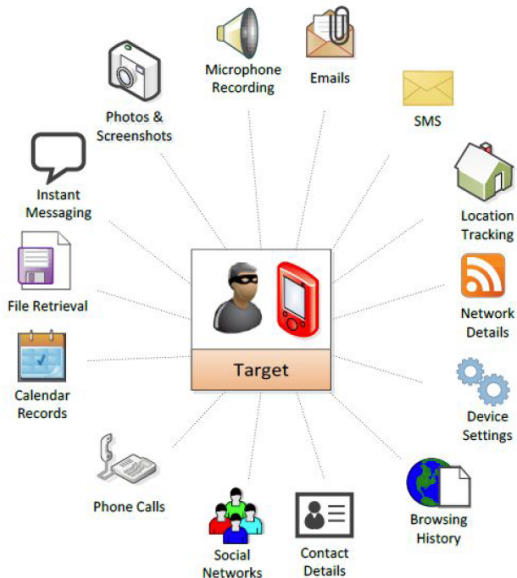 Microphone
Recording
Emails
SMS
Photos &
Screenshots
Instant
Messaging
Location
Tracking
File Retrieval
Network
Details
Target
Calendar
Records
Device
Settings
Phone Calls
Browsing
History
Social
Networks
Contact
Details